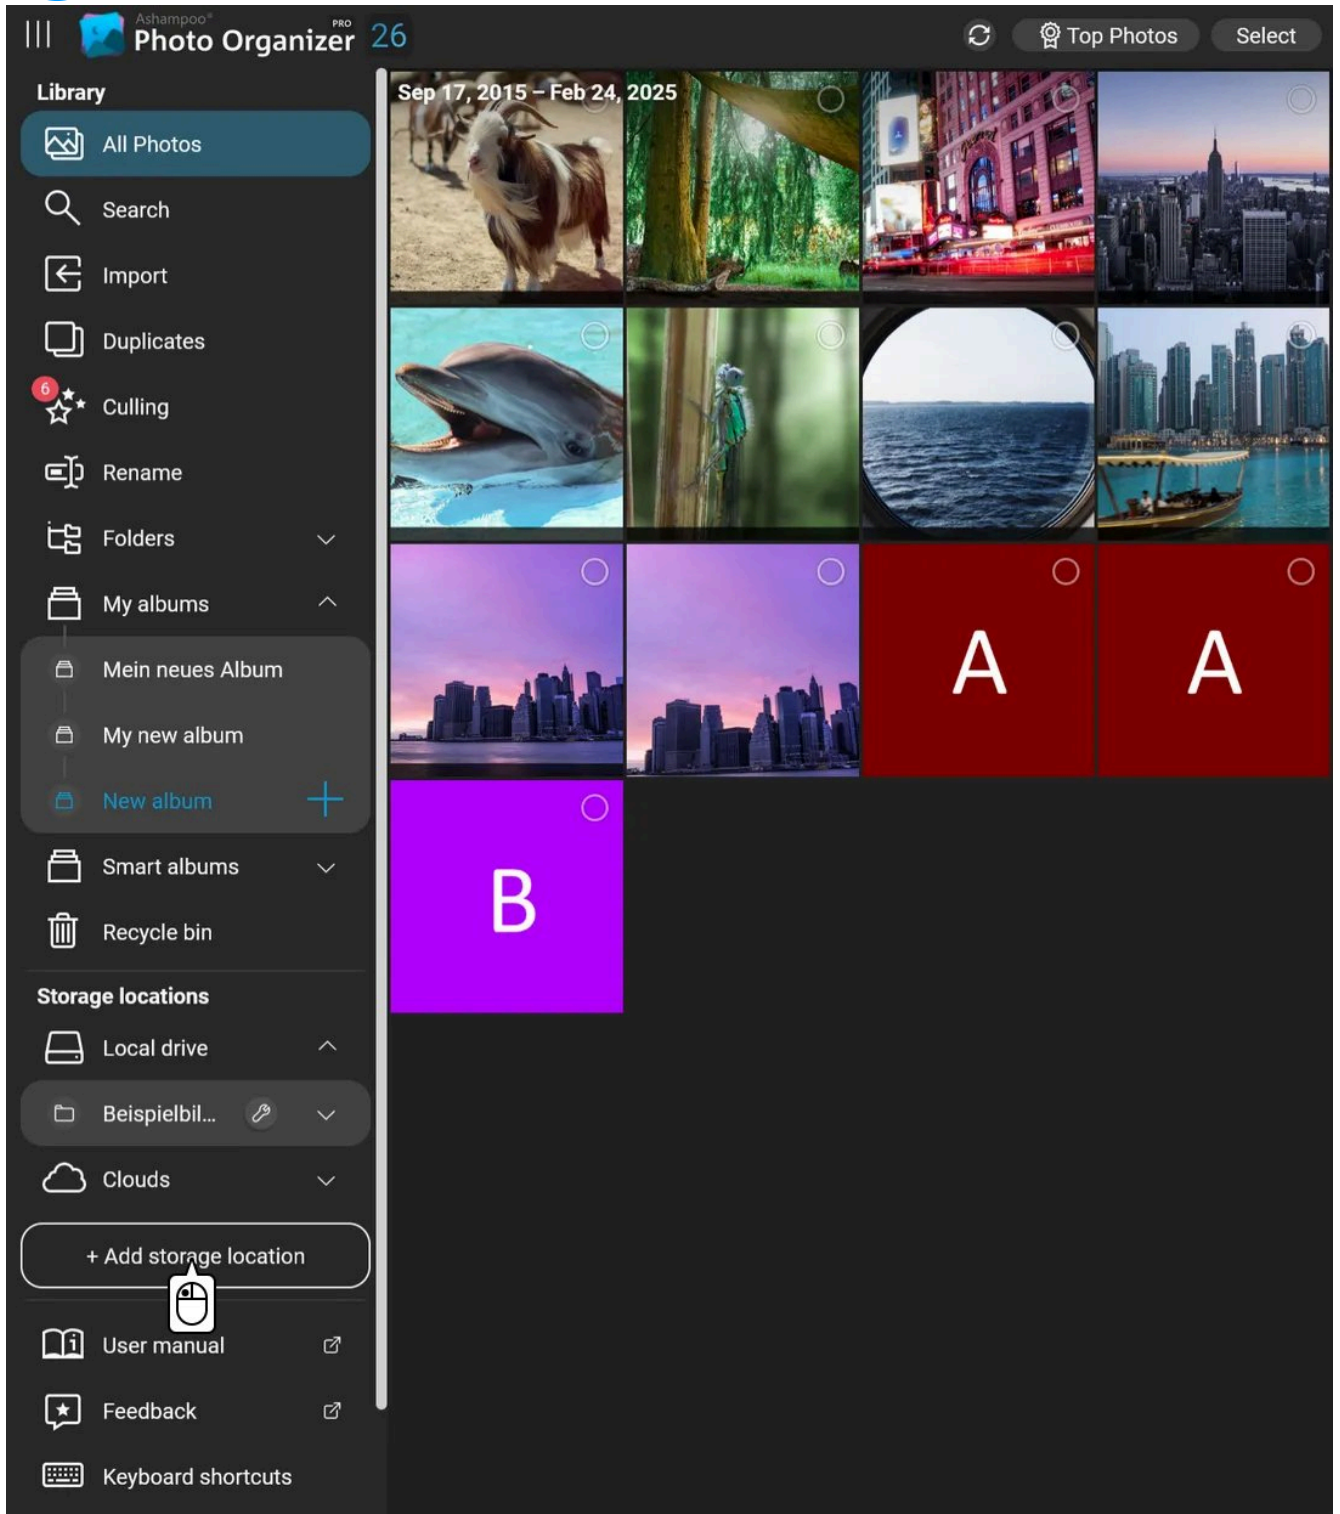 Ashampoo®
Photo Organizer PRO 26
Top Photos
Select
Library
All Photos
Search
Import
Duplicates
6
Culling
Rename
Folders
My albums
Mein neues Album
My new album
New album
Smart albums
Recycle bin
Storage locations
Local drive
Beispielbil...
Clouds
+ Add storage location
User manual
Feedback
Keyboard shortcuts
Sep 17, 2015 – Feb 24, 2025
A
A
B